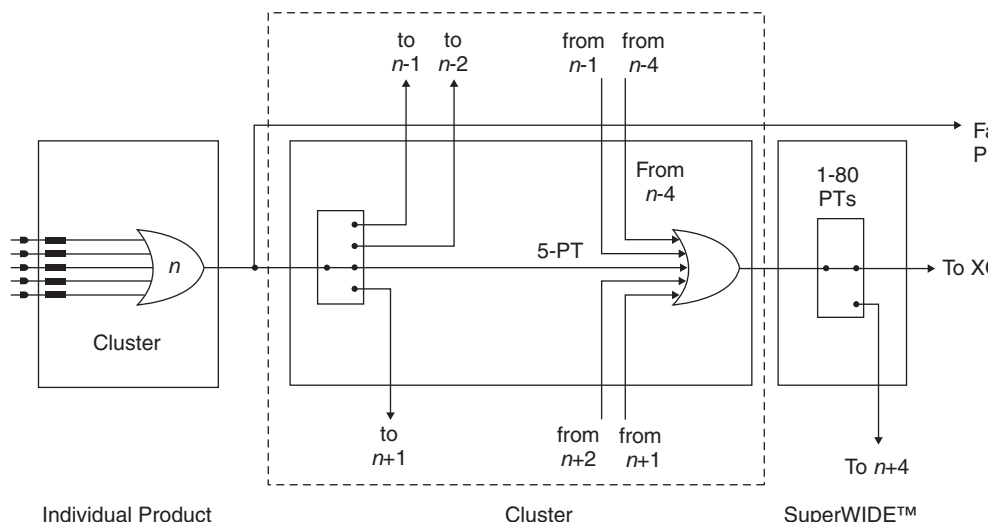 to
n-1
to
n-2
from
n-1
from
n-4
Fa
P
From
n-4
1-80
PTs
n
5-PT
To X
Cluster
to
n+1
from
n+2
from
n+1
To n+4
Individual Product
Cluster
SuperWIDE™